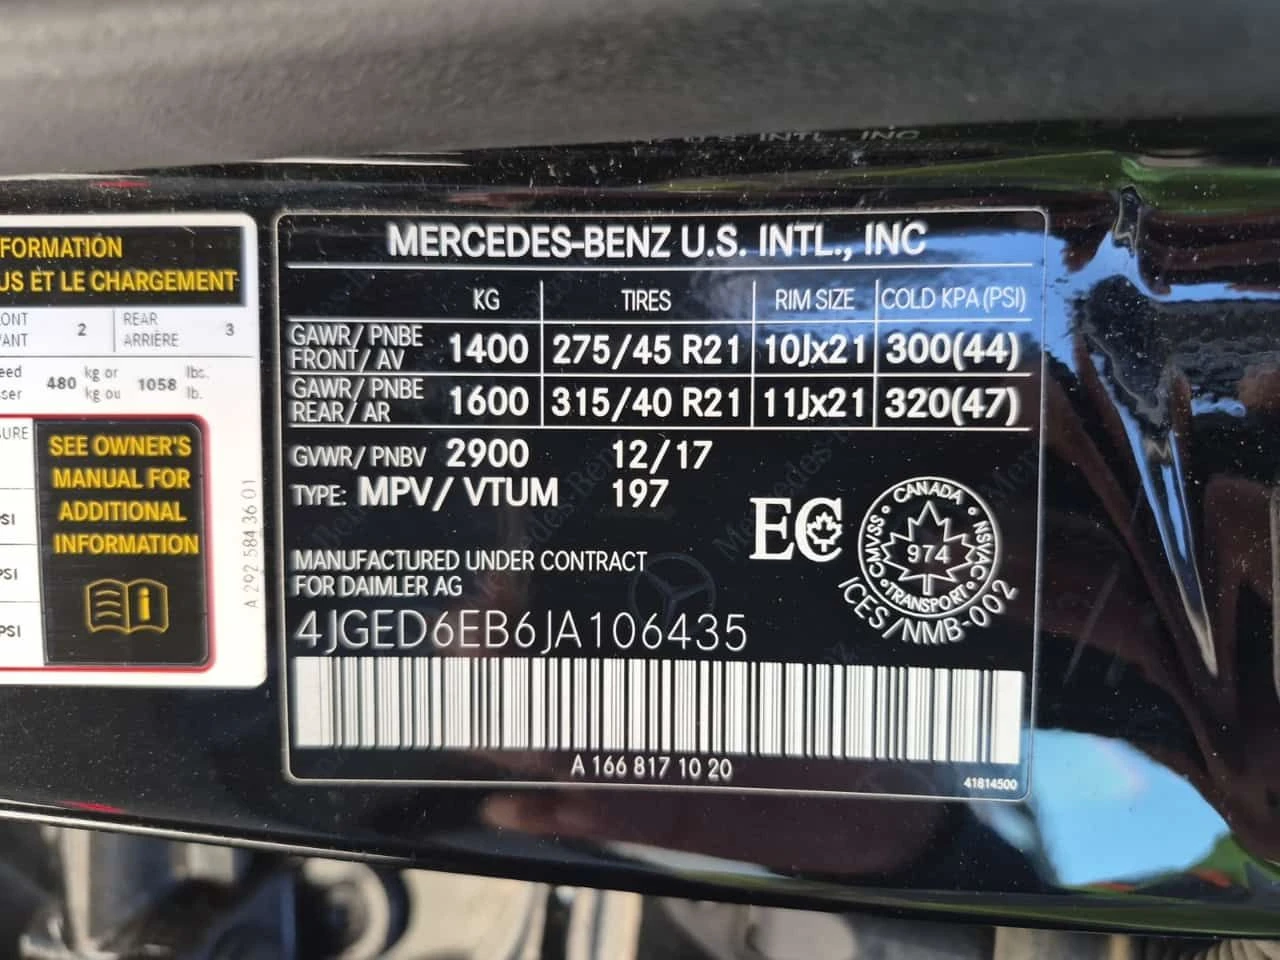 FORMATION
US ET LE CHARGEMENT
2 REAR 3
ARRIÈRE
480 kg or 1058 lbs.
kg ou lb.
SEE OWNER'S
MANUAL FOR
ADDITIONAL
INFORMATION
i
PSI
PSI
A 292 584 36 01
MERCEDES-BENZ U.S. INTL., INC
KG TIRES RIM SIZE COLD KPA (PSI)
GAWR/ PNBE FRONT/ AV 1400 275/45 R21 10Jx21 300(44)
GAWR/ PNBE REAR/ AR 1600 315/40 R21 11Jx21 320(47)
GVWR/ PNBV 2900 12/17
TYPE: MPV/ VTUM 197
EC
CANADA
CMVSS NSVAC
974
TRANSPORT
ICES/NMB-002
MANUFACTURED UNDER CONTRACT
FOR DAIMLER AG
4JGED6EB6JA106435
A 166 817 10 20
41814500